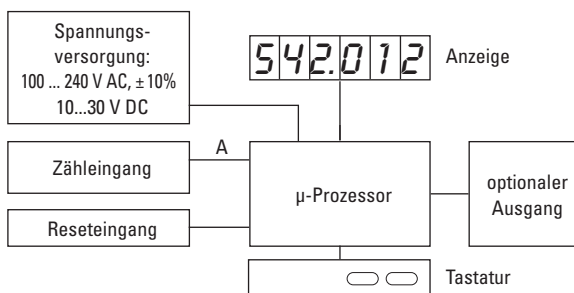 Spannungs-
versorgung:
100 ... 240 V AC, ±10%
10...30 V DC
542.012
Anzeige
Zähleingang
A
µ-Prozessor
optionaler
Ausgang
Reseteingang
Tastatur